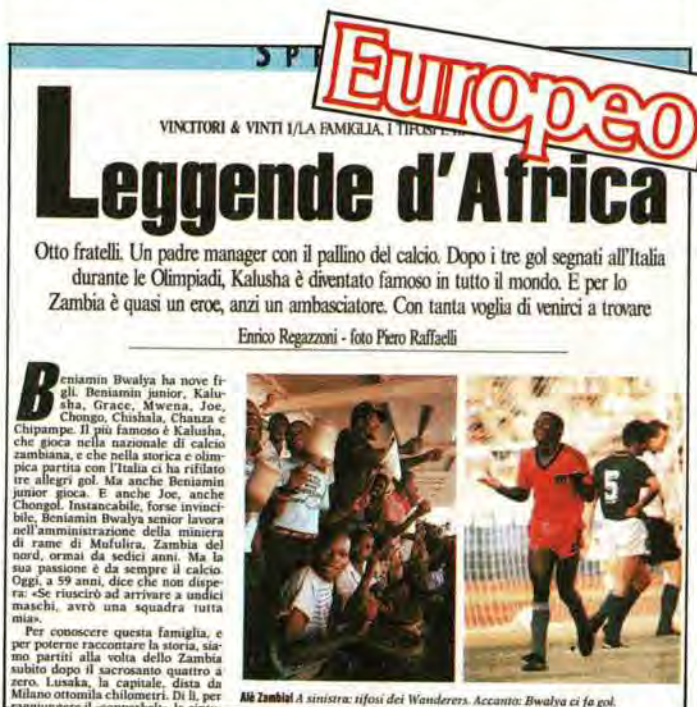 SP
Europeo
VINCITORI & VINTI 1/LA FAMIGLIA, I TIFOSI E
Leggende d'Africa
Otto fratelli. Un padre manager con il pallino del calcio. Dopo i tre gol segnati all'Italia
durante le Olimpiadi, Kalusha è diventato famoso in tutto il mondo. E per lo
Zambia è quasi un eroe, anzi un ambasciatore. Con tanta voglia di venirci a trovare
Enrico Regazzoni - foto Piero Raffaelli
Beniamin Bwalya ha nove fi-
gli. Beniamin junior, Kalu-
sha, Grace, Mwena, Joe,
Chongo, Chishala, Chanza e
Chipampe. Il più famoso è Kalusha,
che gioca nella nazionale di calcio
zambiana, e che nella storica e olim-
pica partita con l'Italia ci ha rifilato
tre allegri gol. Ma anche Beniamin
junior gioca. E anche Joe, anche
Chongol. Instancabile, forse invinci-
bile, Beniamin Bwalya senior lavora
nell'amministrazione della miniera
di rame di Mufulira, Zambia del
nord, ormai da sedici anni. Ma la
sua passione è da sempre il calcio.
Oggi, a 59 anni, dice che non dispe-
ra: «Se riuscirò ad arrivare a undici
maschi, avrò una squadra tutta
mia».
Per conoscere questa famiglia, e
per poterne raccontare la storia, sia-
mo partiti alla volta dello Zambia
subito dopo il sacrosanto quattro a
zero. Lusaka, la capitale, dista da
Milano ottomila chilometri. Di lì, per
5
Alè Zambia! A sinistra: tifosi dei Wanderers. Accanto: Bwalya ci fa gol.